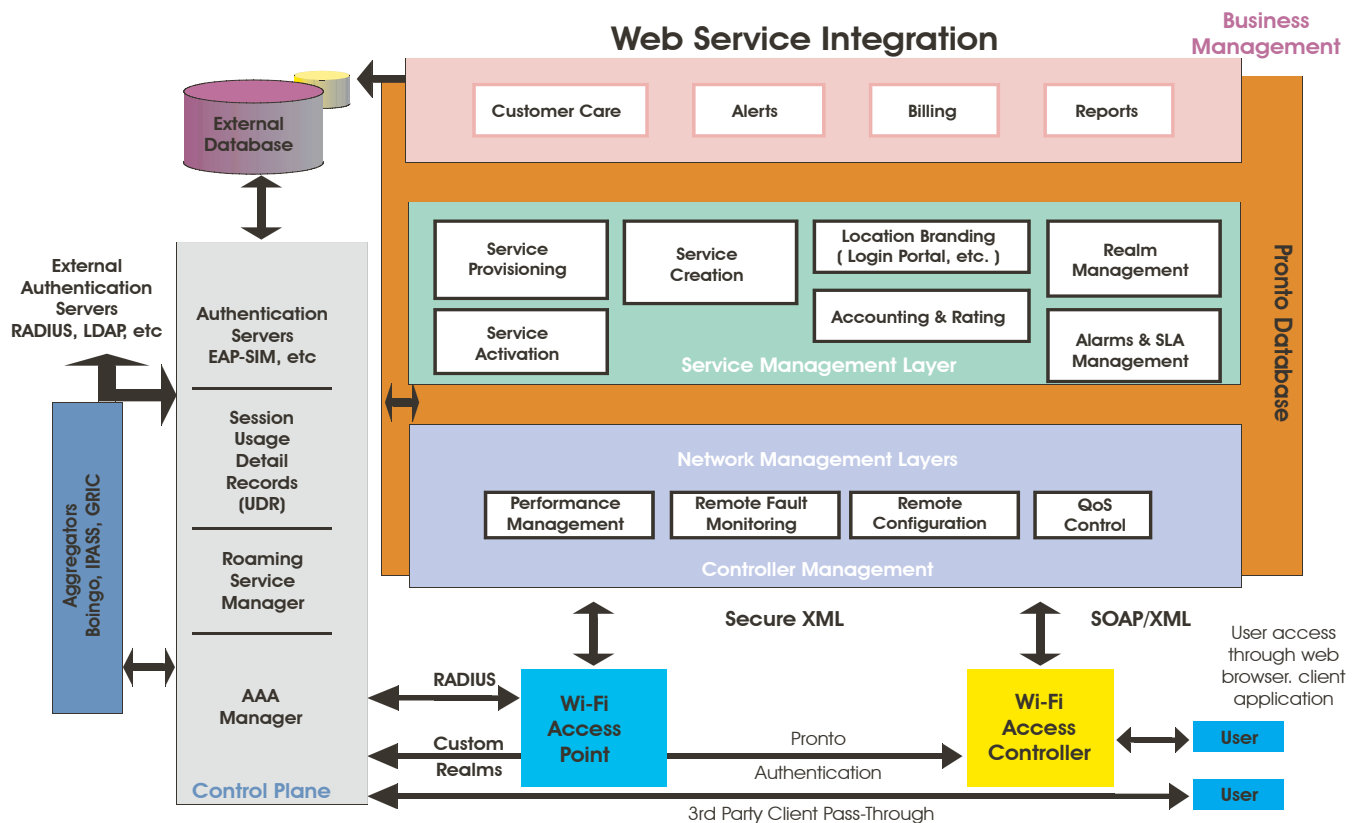 Web Service Integration
Business
Management
Customer Care
Alerts
Billing
Reports
External
Database
Service
Provisioning
Service
Creation
Location Branding
( Login Portal, etc. )
Realm
Management
Service
Activation
Accounting & Rating
Alarms & SLA
Management
Service Management Layer
Pronto Database
External
Authentication
Servers
RADIUS, LDAP, etc
Authentication
Servers
EAP-SIM, etc
Session
Usage
Detail
Records
(UDR)
Roaming
Service
Manager
AAA
Manager
Control Plane
Aggregators
Boingo, IPASS, GRIC
Network Management Layers
Performance
Management
Remote Fault
Monitoring
Remote
Configuration
QoS
Control
Controller Management
Secure XML
SOAP/XML
User access
through web
browser. client
application
RADIUS
Custom
Realms
Wi-Fi
Access
Point
Pronto
Authentication
Wi-Fi
Access
Controller
User
User
3rd Party Client Pass-Through